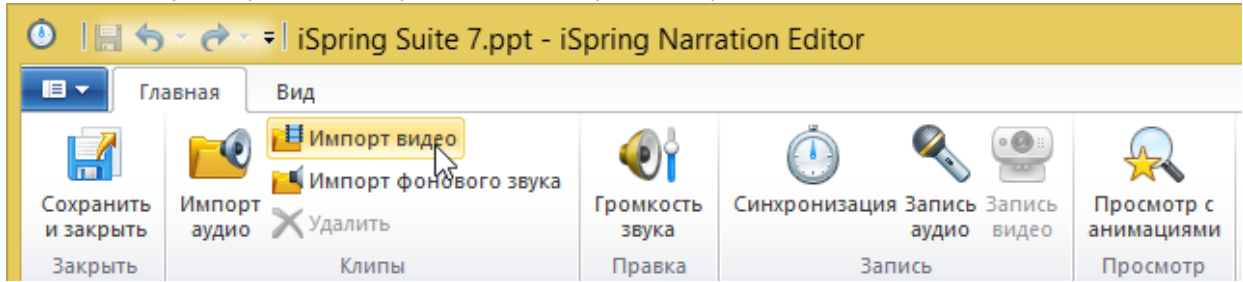 iSpring Suite 7.ppt - iSpring Narration Editor
Главная Вид
Сохранить и закрыть
Импорт аудио
Импорт видео
Импорт фонового звука
Удалить
Громкость звука
Синхронизация
Запись аудио
Запись видео
Просмотр с анимациями
Закрыть Клипы Правка Запись Просмотр